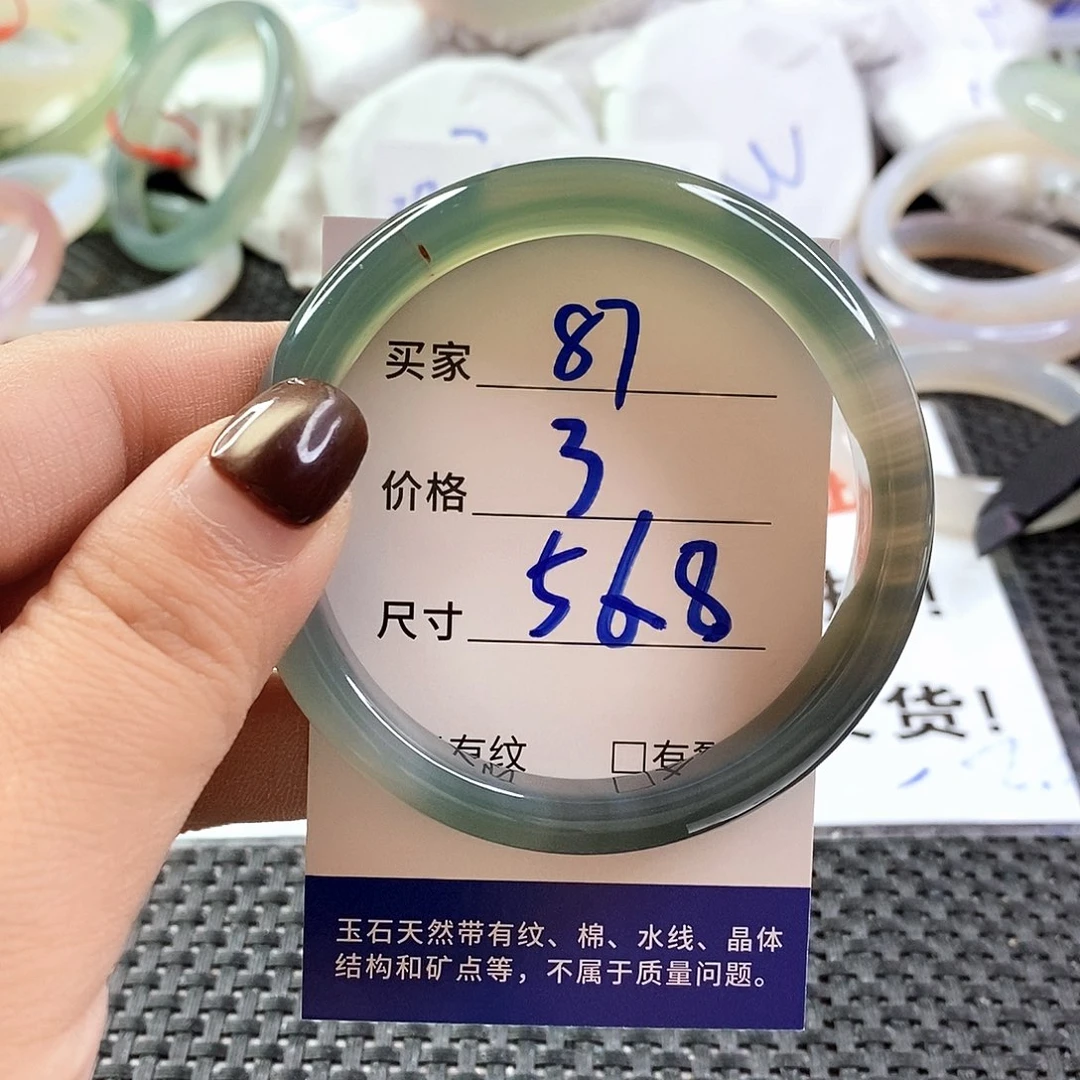 买家 87
价格 3
尺寸 568
有纹 □有
货!
玉石天然带有纹、棉、水线、晶体
结构和矿点等，不属于质量问题。